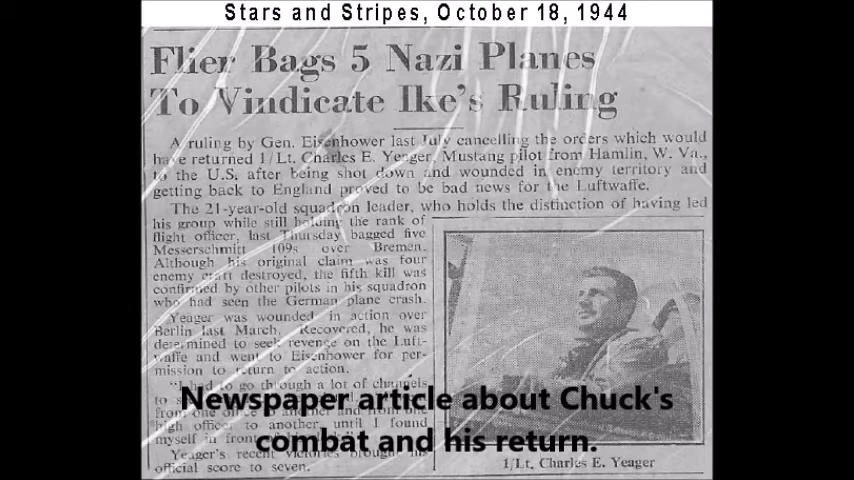 Stars and Stripes, October 18, 1944
Flier Bags 5 Nazi Planes
To Vindicate Ike's Ruling
A ruling by Gen. Eisenhower last July cancelling the orders which would
have returned 1/Lt. Charles E. Yeager, Mustang pilot from Hamlin, W. Va.,
to the U.S. after being shot down and wounded in enemy territory and
getting back to England proved to be bad news for the Luftwaffe.
The 21-year-old squadron leader, who holds the distinction of having led
his group while still holding the rank of
flight officer, last Thursday bagged five
Messerschmitt 109s over Bremen.
Although his original claim was four
enemy craft destroyed, the fifth kill was
confirmed by other pilots in his squadron
who had seen the German plane crash.
Yeager was wounded in action over
Berlin last March. Recovered, he was
determined to seek revenge on the Luft-
waffe and went to Eisenhower for per-
mission to return to action.
"I had to go through a lot of channels
to
from one office to another and from one
high officer to another, until I found
myself in front
Yeager's recent victories brought his
official score to seven.
1/Lt. Charles E. Yeager
Newspaper article about Chuck's
combat and his return.